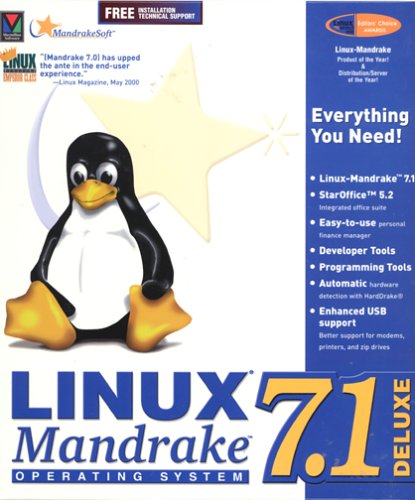 FREE INSTALLATION
TECHNICAL SUPPORT
Macmillan
Software
MandrakeSoft™
LINUX
"[Mandrake 7.0] has upped
the ante in the end-user
experience."
—Linux Magazine, May 2000
Editors' Choice
AWARDS
Linux-Mandrake
Product of the Year!
&
Distribution/Server
of the Year!
Everything
You Need!
• Linux-Mandrake™ 7.1
• StarOffice™ 5.2
Integrated office suite
• Easy-to-use personal
finance manager
• Developer Tools
• Programming Tools
• Automatic hardware
detection with HardDrake®
• Enhanced USB
support
Better support for modems,
printers, and zip drives
LINUX
Mandrake™
OPERATING SYSTEM
7.1
DELUXE